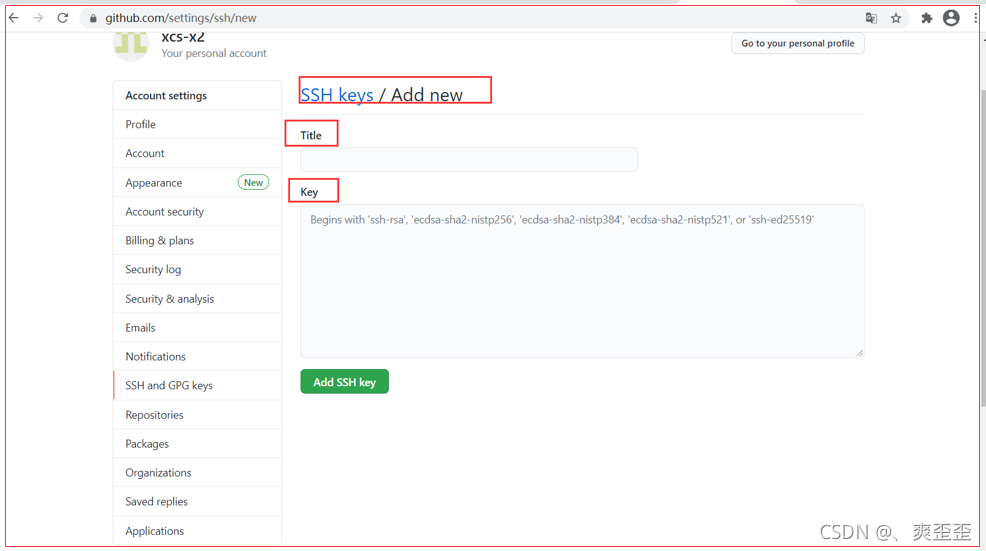 github.com/settings/ssh/new
xcs-x2
Your personal account
Go to your personal profile
Account settings
Profile
Account
Appearance New
Account security
Billing & plans
Security log
Security & analysis
Emails
Notifications
SSH and GPG keys
Repositories
Packages
Organizations
Saved replies
Applications
SSH keys / Add new
Title
Key
Begins with 'ssh-rsa', 'ecdsa-sha2-nistp256', 'ecdsa-sha2-nistp384', 'ecdsa-sha2-nistp521', or 'ssh-ed25519'
Add SSH key
CSDN @、爽歪歪